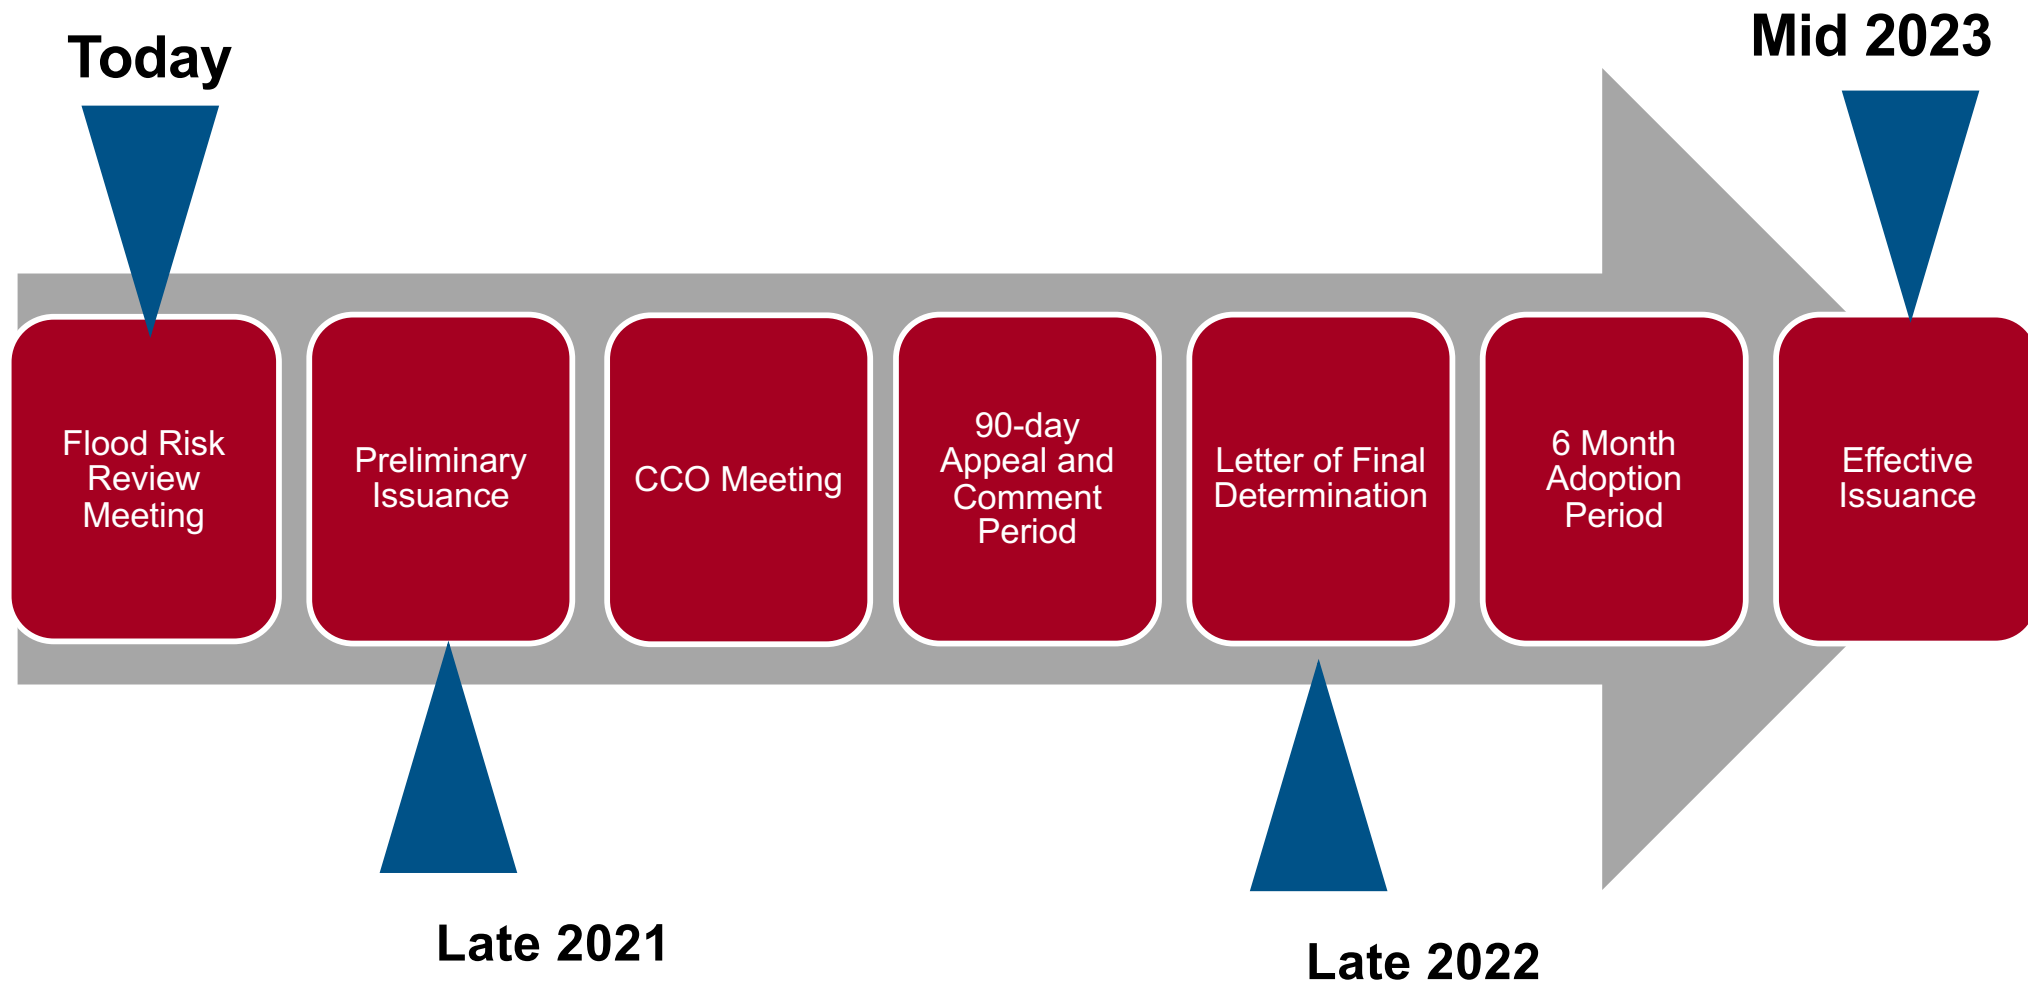 Today
Mid 2023
Flood Risk
Review
Meeting
Preliminary
Issuance
CCO Meeting
90-day
Appeal and
Comment
Period
Letter of Final
Determination
6 Month
Adoption
Period
Effective
Issuance
Late 2021
Late 2022